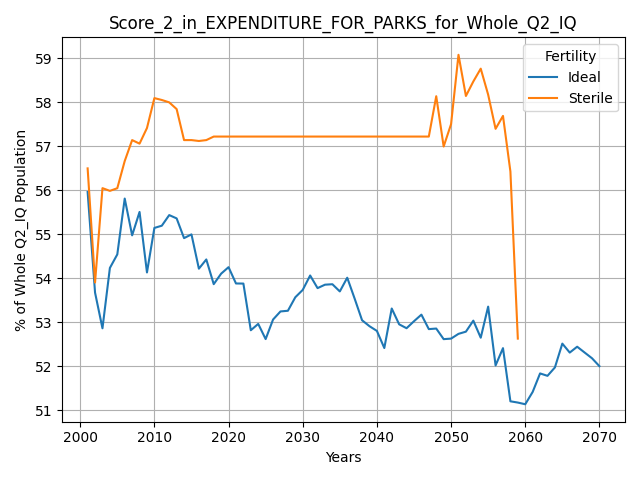 Score_2_in_EXPENDITURE_FOR_PARKS_for_Whole_Q2_IQ
Fertility
Ideal
Sterile
% of Whole Q2_IQ Population
59
58
57
56
55
54
53
52
51
2000 2010 2020 2030 2040 2050 2060 2070
Years